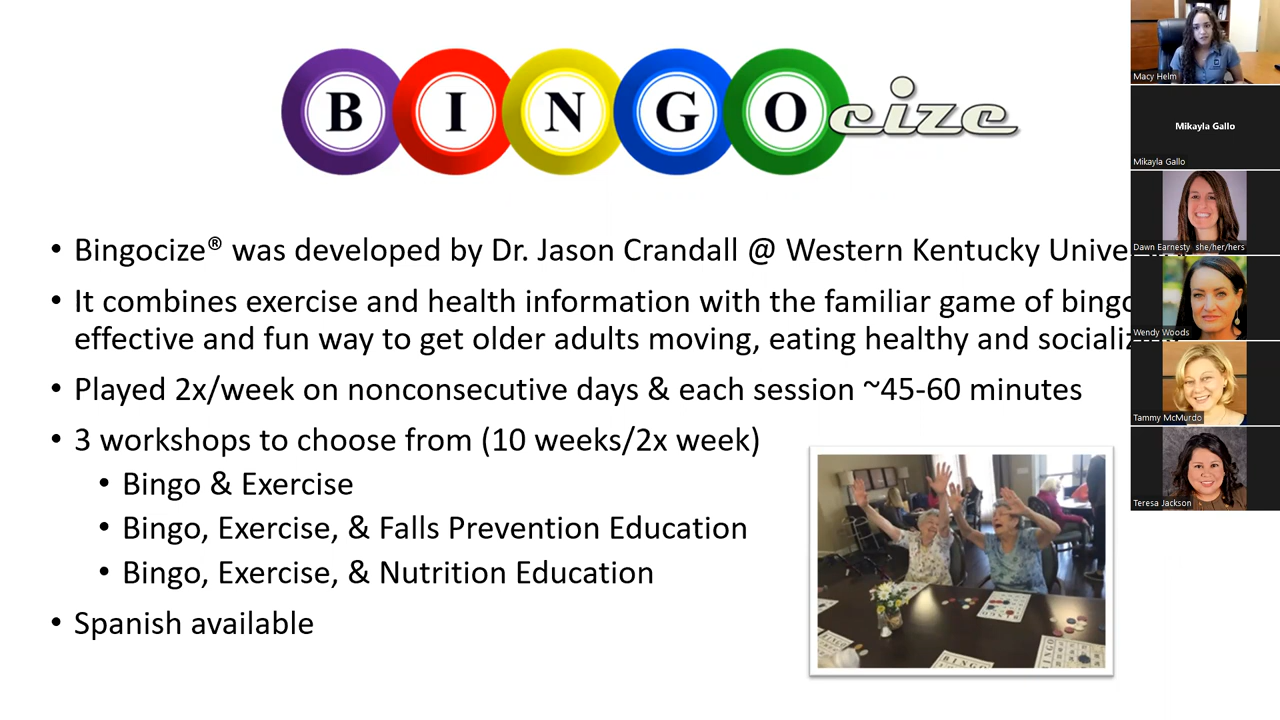 BINGOcize
• Bingocize® was developed by Dr. Jason Crandall @ Western Kentucky
• It combines exercise and health information with the familiar game of
effective and fun way to get older adults moving, eating healthy and
• Played 2x/week on nonconsecutive days & each session ~45-60 minutes
• 3 workshops to choose from (10 weeks/2x week)
• Bingo & Exercise
• Bingo, Exercise, & Falls Prevention Education
• Bingo, Exercise, & Nutrition Education
• Spanish available
BINGO
BINGO
Macy Helm
Mikayla Gallo
Mikayla Gallo
Dawn Earnesty she/her/hers
Wendy Woods
Tammy McMurdo
Teresa Jackson